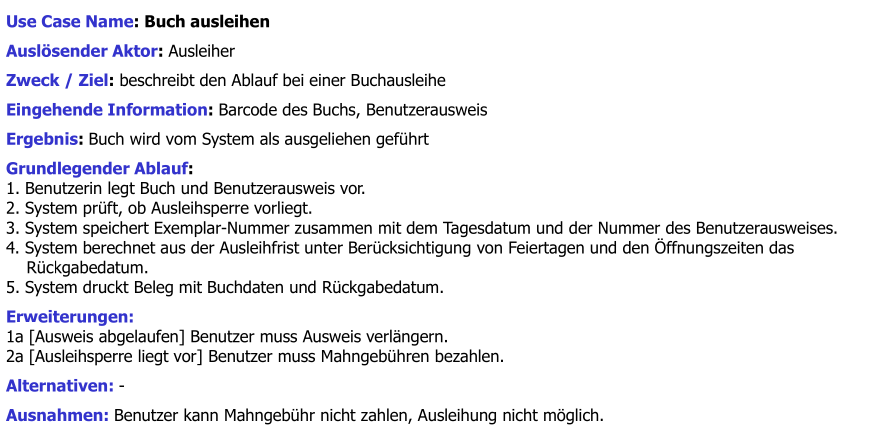 Use Case Name: Buch ausleihen
Auslösender Aktor: Ausleiher
Zweck / Ziel: beschreibt den Ablauf bei einer Buchausleihe
Eingehende Information: Barcode des Buchs, Benutzerausweis
Ergebnis: Buch wird vom System als ausgeliehen geführt
Grundlegender Ablauf:
1. Benutzerin legt Buch und Benutzerausweis vor.
2. System prüft, ob Ausleihsperre vorliegt.
3. System speichert Exemplar-Nummer zusammen mit dem Tagesdatum und der Nummer des Benutzerausweises.
4. System berechnet aus der Ausleihfrist unter Berücksichtigung von Feiertagen und den Öffnungszeiten das
Rückgabedatum.
5. System druckt Beleg mit Buchdaten und Rückgabedatum.
Erweiterungen:
1a [Ausweis abgelaufen] Benutzer muss Ausweis verlängern.
2a [Ausleihsperre liegt vor] Benutzer muss Mahngebühren bezahlen.
Alternativen: -
Ausnahmen: Benutzer kann Mahngebühr nicht zahlen, Ausleihung nicht möglich.